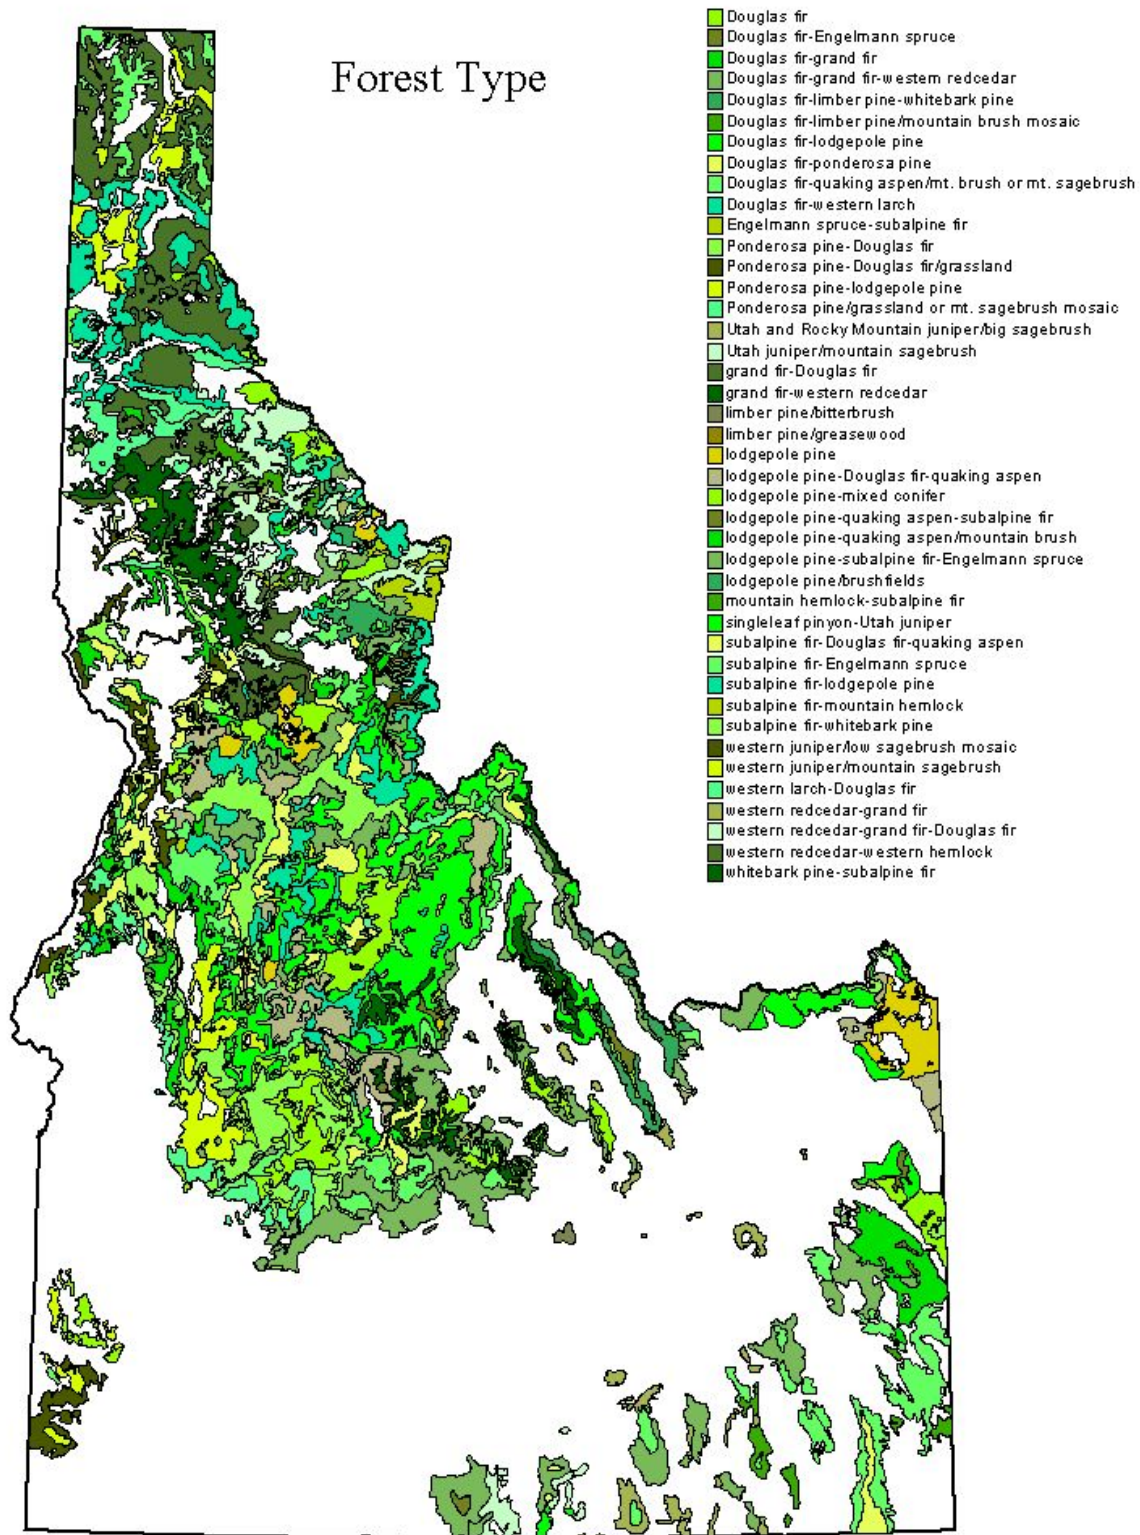 Forest Type
Douglas fir
Douglas fir-Engelmann spruce
Douglas fir-grand fir
Douglas fir-grand fir-western redcedar
Douglas fir-limber pine-whitebark pine
Douglas fir-limber pine/mountain brush mosaic
Douglas fir-lodgepole pine
Douglas fir-ponderosa pine
Douglas fir-quaking aspen/mt. brush or mt. sagebrush
Douglas fir-western larch
Engelmann spruce-subalpine fir
Ponderosa pine-Douglas fir
Ponderosa pine-Douglas fir/grassland
Ponderosa pine-lodgepole pine
Ponderosa pine/grassland or mt. sagebrush mosaic
Utah and Rocky Mountain juniper/big sagebrush
Utah juniper/mountain sagebrush
grand fir-Douglas fir
grand fir-western redcedar
limber pine/bitterbrush
limber pine/greasewood
lodgepole pine
lodgepole pine-Douglas fir-quaking aspen
lodgepole pine-mixed conifer
lodgepole pine-quaking aspen-subalpine fir
lodgepole pine-quaking aspen/mountain brush
lodgepole pine-subalpine fir-Engelmann spruce
lodgepole pine/brushfields
mountain hemlock-subalpine fir
singleleaf pinyon-Utah juniper
subalpine fir-Douglas fir-quaking aspen
subalpine fir-Engelmann spruce
subalpine fir-lodgepole pine
subalpine fir-mountain hemlock
subalpine fir-whitebark pine
western juniper/low sagebrush mosaic
western juniper/mountain sagebrush
western larch-Douglas fir
western redcedar-grand fir
western redcedar-grand fir-Douglas fir
western redcedar-western hemlock
whitebark pine-subalpine fir